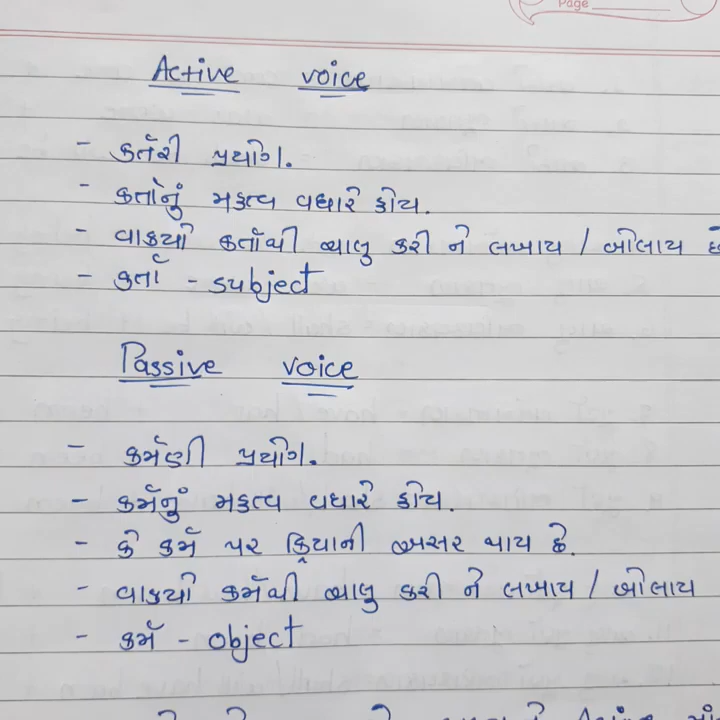 Page
Active voice
- કર્તરી પ્રયોગ.
- કર્તાનું મહત્વ વધારે હોય.
- વાક્યો કર્તાથી ચાલુ કરી ને લખાય / બોલાય છે
- કર્તા - subject
Passive voice
- કર્મણી પ્રયોગ.
- કર્મનું મહત્વ વધારે હોય.
- કે કર્મ પર ક્રિયાની અસર થાય છે.
- વાક્યો કર્મથી ચાલુ કરી ને લખાય / બોલાય
- કર્મ - object